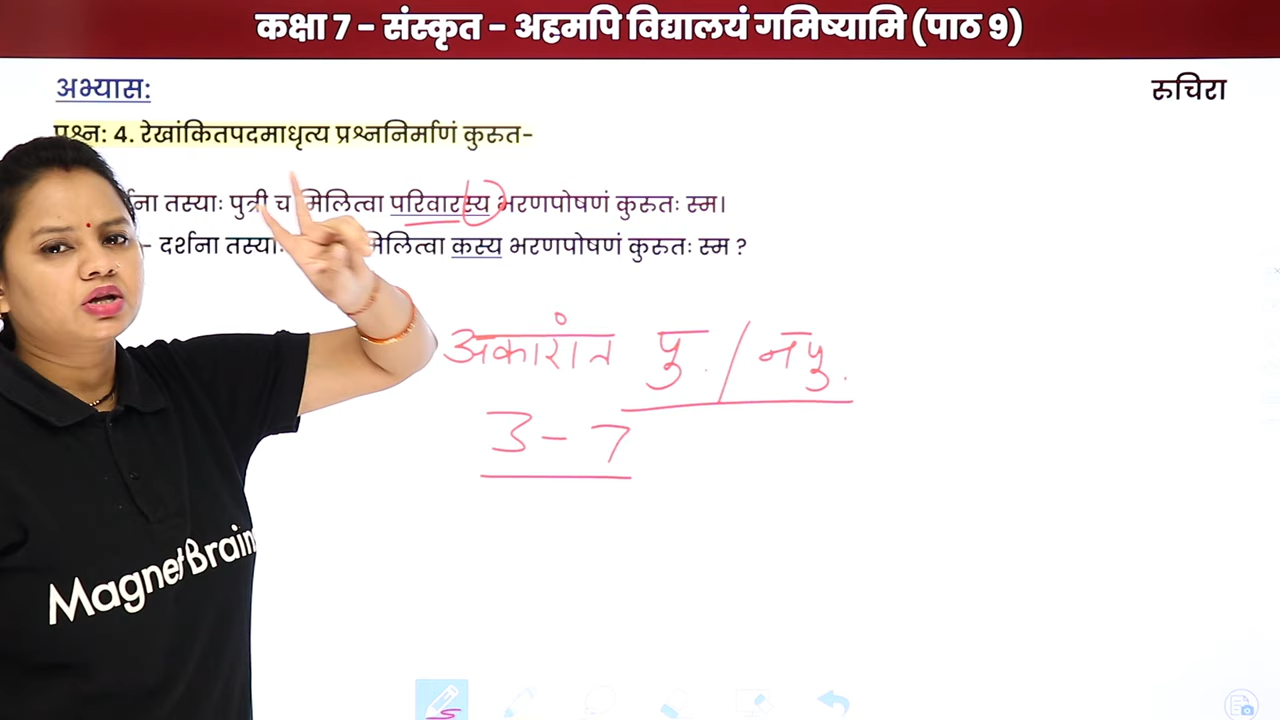 कक्षा 7 - संस्कृत - अहमपि विद्यालयं गमिष्यामि (पाठ 9)
अभ्यास:
रुचिरा
प्रश्न: 4. रेखांकितपदमाधृत्य प्रश्ननिर्माणं कुरुत-
तस्याः पुत्री च मिलित्वा परिवारस्य भरणपोषणं कुरुतः स्म।
- दर्शना तस्याः मिलित्वा कस्य भरणपोषणं कुरुतः स्म ?
अकारांत पु. / नपु.
3 - 7
MagnetBrains